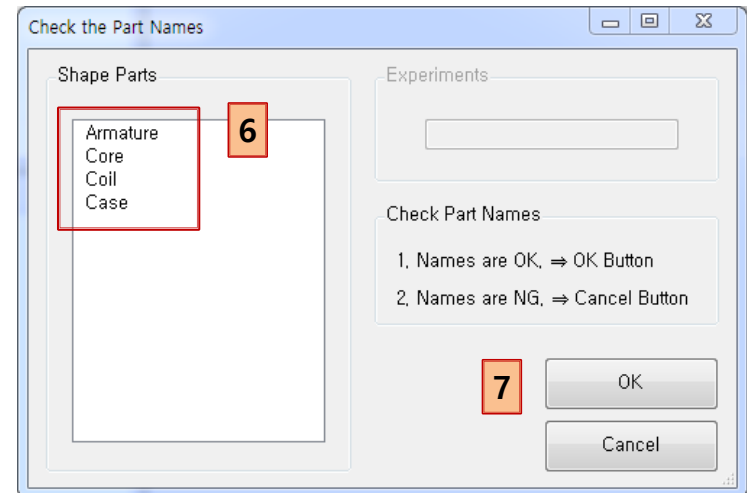 Check the Part Names
Shape Parts
Armature
Core
Coil
Case
6
Experiments
Check Part Names
1, Names are OK, ⇒ OK Button
2, Names are NG, ⇒ Cancel Button
7
OK
Cancel